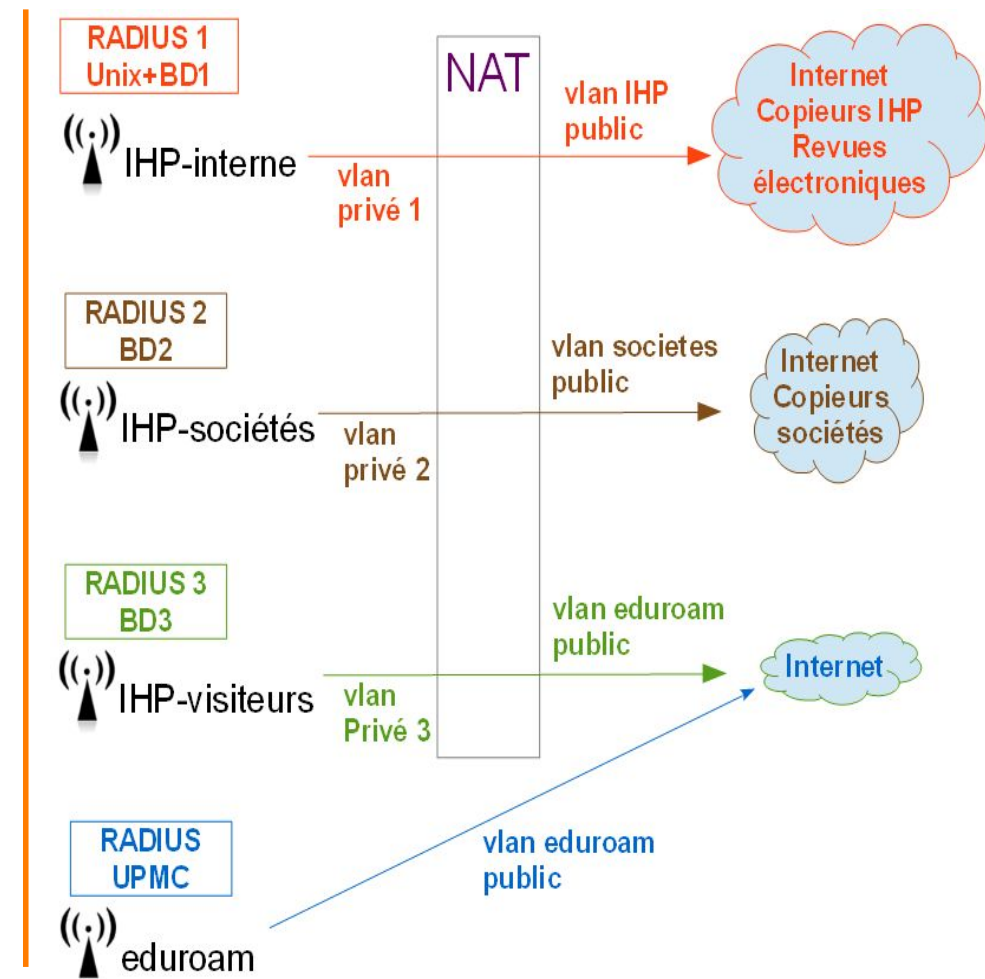 RADIUS 1
Unix+BD1
IHP-interne
vlan
privé 1
NAT
vlan IHP
public
Internet
Copieurs IHP
Revues
électroniques
RADIUS 2
BD2
IHP-sociétés
vlan
privé 2
vlan societes
public
Internet
Copieurs
sociétés
RADIUS 3
BD3
IHP-visiteurs
vlan
Privé 3
vlan eduroam
public
Internet
RADIUS
UPMC
eduroam
vlan eduroam
public